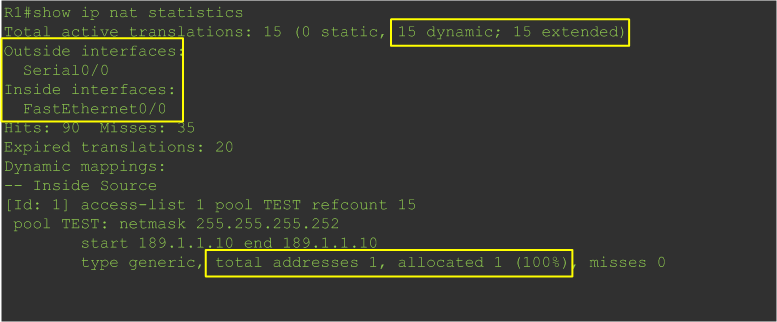 R1#show ip nat statistics
Total active translations: 15 (0 static, 15 dynamic; 15 extended)
Outside interfaces:
  Serial0/0
Inside interfaces:
  FastEthernet0/0
Hits: 90  Misses: 35
Expired translations: 20
Dynamic mappings:
-- Inside Source
[Id: 1] access-list 1 pool TEST refcount 15
 pool TEST: netmask 255.255.255.252
        start 189.1.1.10 end 189.1.1.10
        type generic, total addresses 1, allocated 1 (100%), misses 0